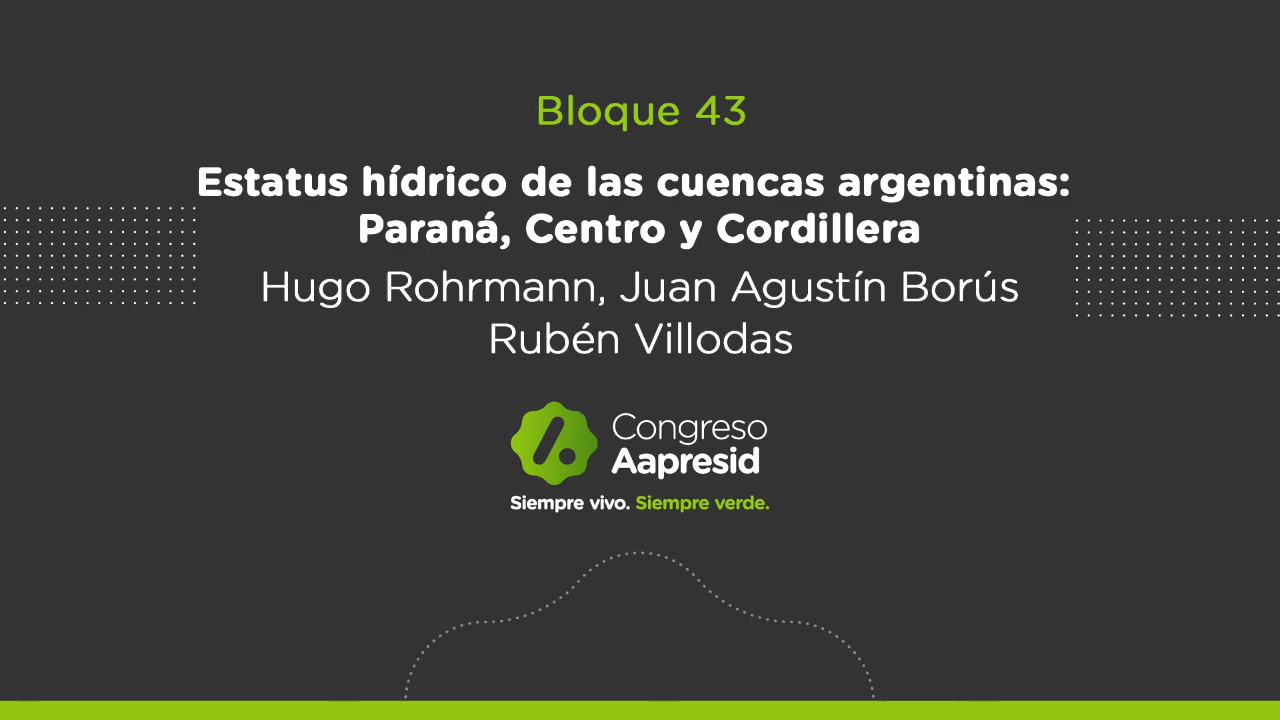 Bloque 43
Estatus hídrico de las cuencas argentinas:
Paraná, Centro y Cordillera
Hugo Rohrmann, Juan Agustín Borús
Rubén Villodas
Congreso
Aapresid
Siempre vivo. Siempre verde.